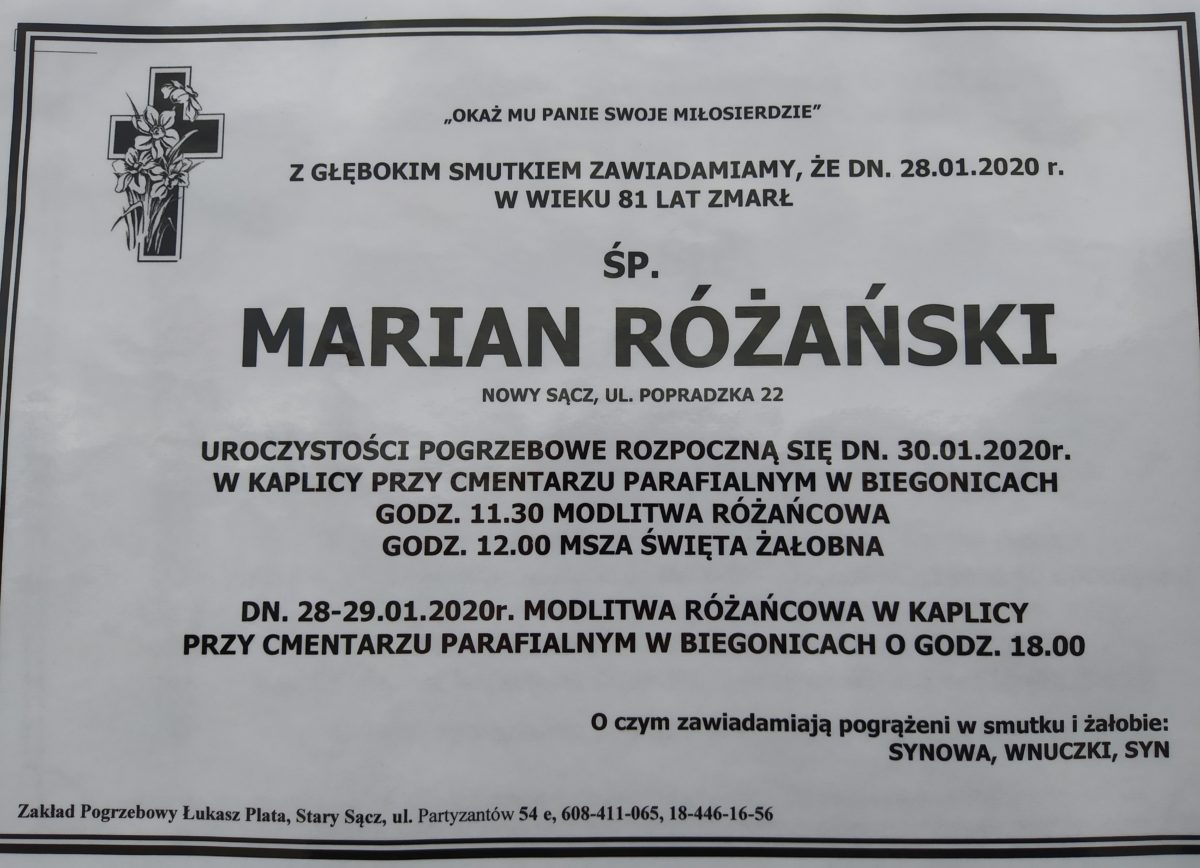 „OKAŻ MU PANIE SWOJE MIŁOSIERDZIE”
Z GŁĘBOKIM SMUTKIEM ZAWIADAMIAMY, ŻE DN. 28.01.2020 r.
W WIEKU 81 LAT ZMARŁ
ŚP.
MARIAN RÓŻAŃSKI
NOWY SĄCZ, UL. POPRADZKA 22
UROCZYSTOŚCI POGRZEBOWE ROZPOCZNĄ SIĘ DN. 30.01.2020r.
W KAPLICY PRZY CMENTARZU PARAFIALNYM W BIEGONICACH
GODZ. 11.30 MODLITWA RÓŻAŃCOWA
GODZ. 12.00 MSZA ŚWIĘTA ŻAŁOBNA
DN. 28-29.01.2020r. MODLITWA RÓŻAŃCOWA W KAPLICY
PRZY CMENTARZU PARAFIALNYM W BIEGONICACH O GODZ. 18.00
O czym zawiadamiają pogrążeni w smutku i żałobie:
SYNOWA, WNUCZKI, SYN
Zakład Pogrzebowy Łukasz Plata, Stary Sącz, ul. Partyzantów 54 e, 608-411-065, 18-446-16-56